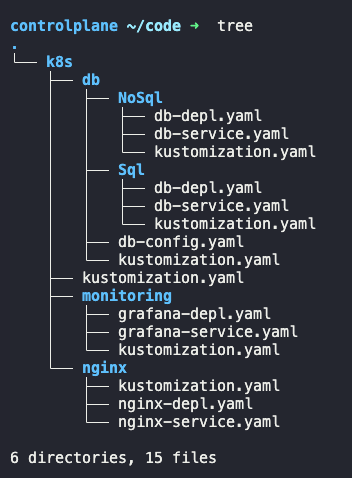 controlplane ~/code ➜  tree
.
└── k8s
    ├── db
    │   ├── NoSql
    │   │   ├── db-depl.yaml
    │   │   ├── db-service.yaml
    │   │   └── kustomization.yaml
    │   ├── Sql
    │   │   ├── db-depl.yaml
    │   │   ├── db-service.yaml
    │   │   └── kustomization.yaml
    │   ├── db-config.yaml
    │   └── kustomization.yaml
    ├── kustomization.yaml
    ├── monitoring
    │   ├── grafana-depl.yaml
    │   ├── grafana-service.yaml
    │   └── kustomization.yaml
    └── nginx
        ├── kustomization.yaml
        ├── nginx-depl.yaml
        └── nginx-service.yaml

6 directories, 15 files